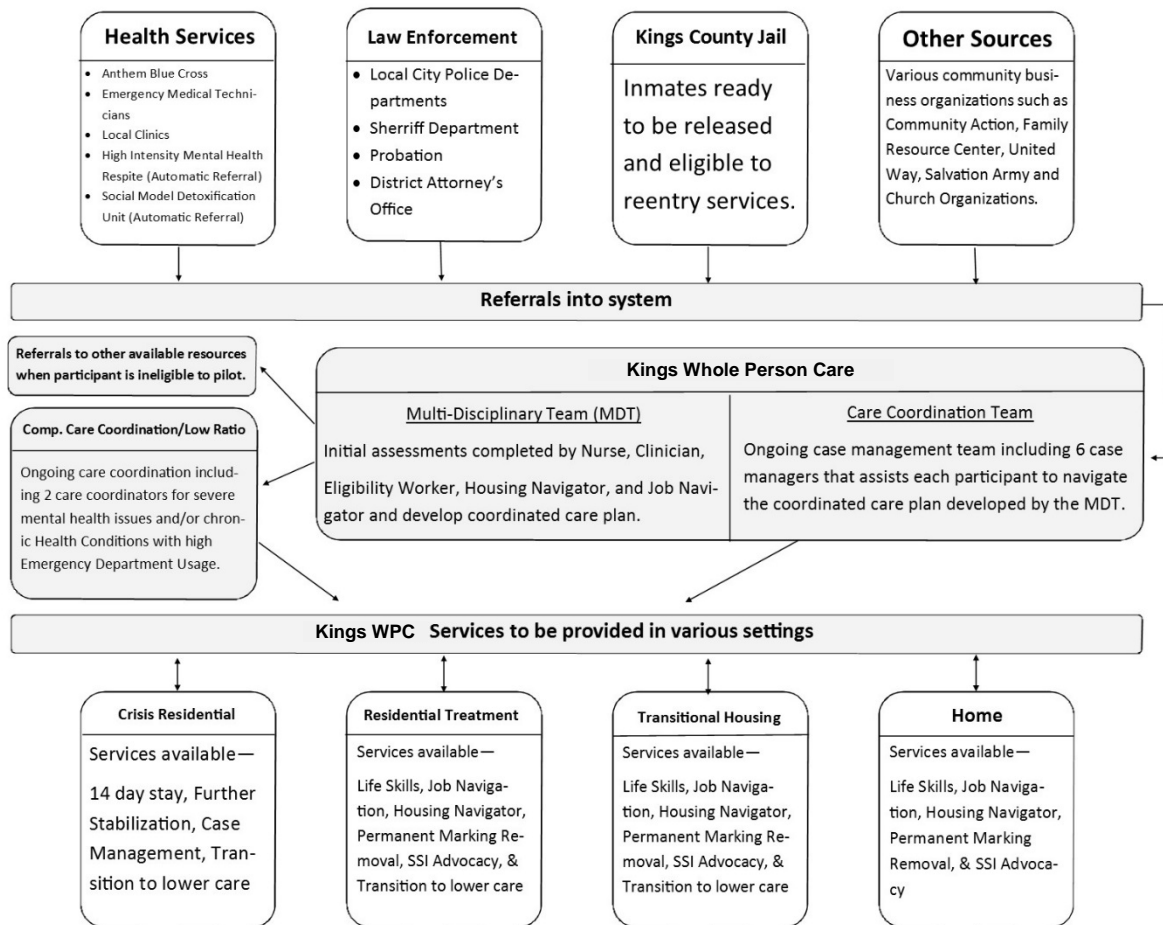 Health Services
• Anthem Blue Cross
• Emergency Medical Techni-
cians
• Local Clinics
• High Intensity Mental Health
Respite (Automatic Referral)
• Social Model Detoxification
Unit (Automatic Referral)
Law Enforcement
• Local City Police De-
partments
• Sherriff Department
• Probation
• District Attorney’s
Office
Kings County Jail
Inmates ready
to be released
and eligible to
reentry services.
Other Sources
Various community busi-
ness organizations such as
Community Action, Family
Resource Center, United
Way, Salvation Army and
Church Organizations.
Referrals into system
Referrals to other available resources
when participant is ineligible to pilot.
Kings Whole Person Care
Multi-Disciplinary Team (MDT)
Initial assessments completed by Nurse, Clinician,
Eligibility Worker, Housing Navigator, and Job Navi-
gator and develop coordinated care plan.
Care Coordination Team
Ongoing case management team including 6 case
managers that assists each participant to navigate
the coordinated care plan developed by the MDT.
Comp. Care Coordination/Low Ratio
Ongoing care coordination includ-
ing 2 care coordinators for severe
mental health issues and/or chron-
ic Health Conditions with high
Emergency Department Usage.
Kings WPC Services to be provided in various settings
Crisis Residential
Services available—
14 day stay, Further
Stabilization, Case
Management, Tran-
sition to lower care
Residential Treatment
Services available—
Life Skills, Job Naviga-
tion, Housing Navigator,
Permanent Marking Re-
moval, SSI Advocacy, &
Transition to lower care
Transitional Housing
Services available—
Life Skills, Job Naviga-
tion, Housing Navigator,
Permanent Marking Re-
moval, SSI Advocacy, &
Transition to lower care
Home
Services available—
Life Skills, Job Naviga-
tion, Housing Navigator,
Permanent Marking
Removal, & SSI Advoca-
cy